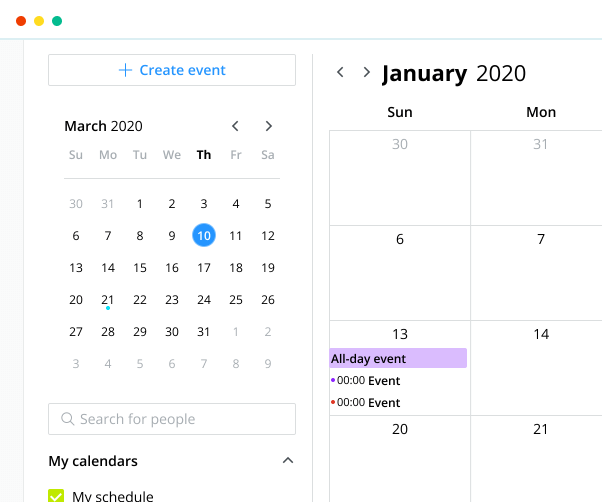 Create event
March 2020
Su Mo Tu We Th Fr Sa
30 31 1 2 3 4 5
6 7 8 9 10 11 12
13 14 15 16 17 18 19
20 21 22 23 24 25 26
27 28 29 30 31 1 2
3 4 5 6 7 8 9
Search for people
My calendars
My schedule
January 2020
Sun Mon
30 31
6 7
13 14
All-day event
00:00 Event
00:00 Event
20 21